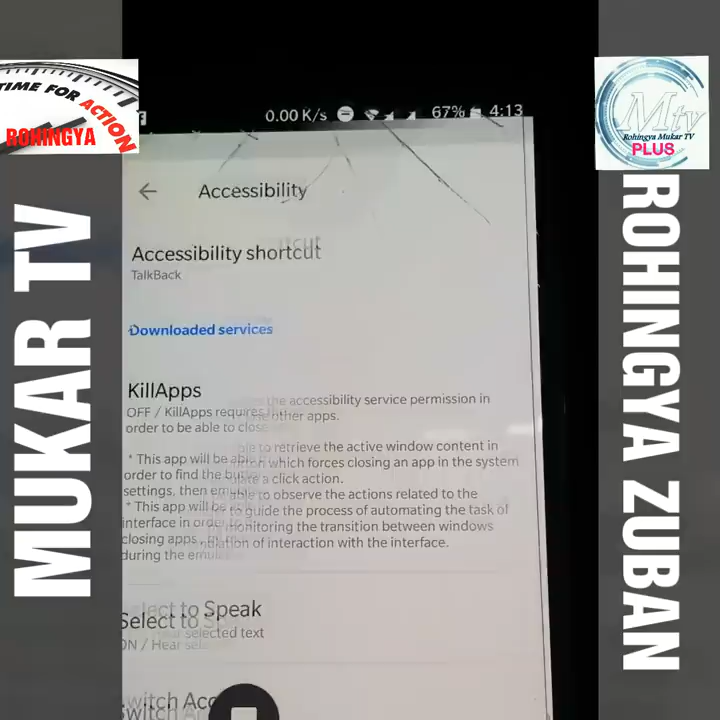 TIME FOR ACTION
ROHINGYA
MUKAR TV
0.00 K/s
67%
4:13
Accessibility
Accessibility shortcut
TalkBack
Downloaded services
KillApps
OFF / KillApps requires the accessibility service permission in
order to be able to close other apps.
* This app will be able to retrieve the active window content in
order to find the button which forces closing an app in the system
settings, then emulate a click action.
* This app will be able to observe the actions related to the
interface in order to guide the process of automating the task of
closing apps, monitoring the transition between windows
during the emulation of interaction with the interface.
Select to Speak
ON / Hear selected text
Mtv
Rohingya Mukar TV
PLUS
ROHINGYA ZUBAN